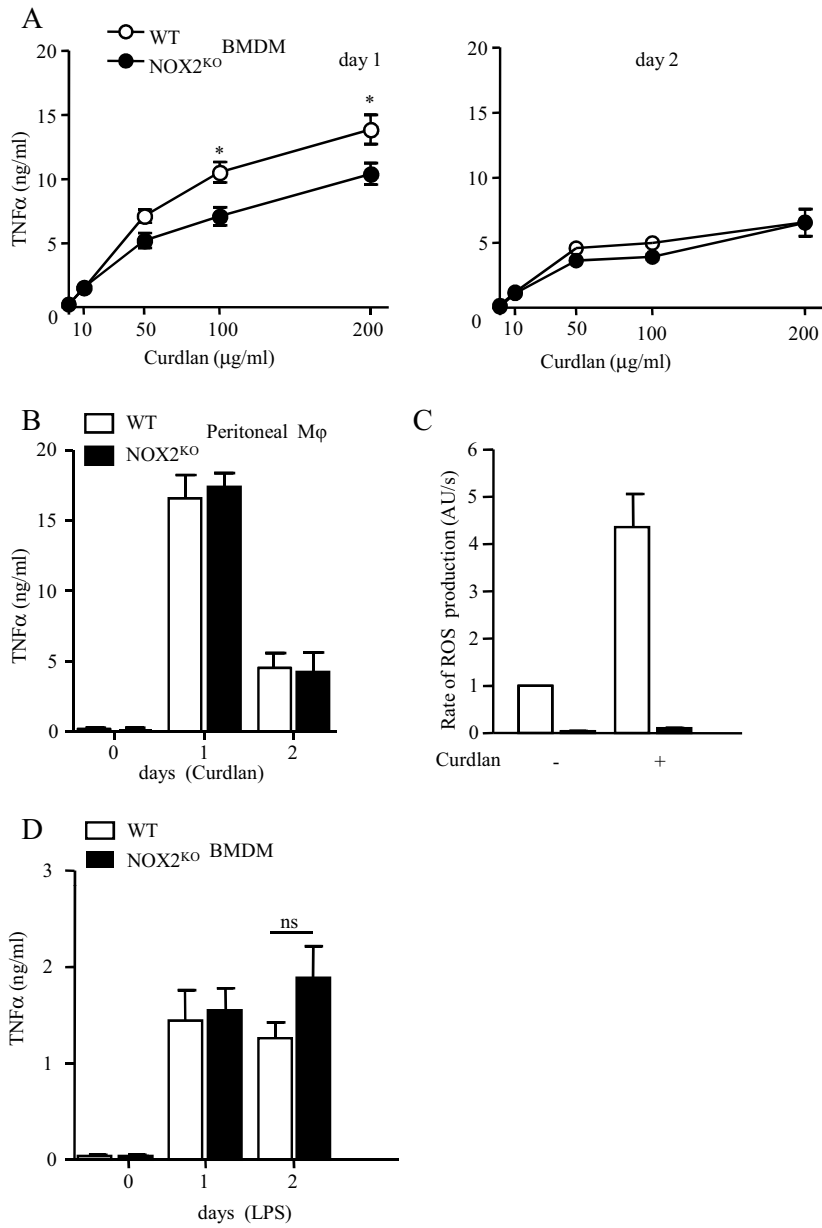 A
WT
NOX2KO
BMDM
day 1
20
15
10
5
0
TNFα (ng/ml)
*
*
10 50 100 200
Curdlan (μg/ml)
day 2
20
15
10
5
0
10 50 100 200
Curdlan (μg/ml)
B
WT
NOX2KO
Peritoneal Mφ
20
15
10
5
0
TNFα (ng/ml)
0 1 2
days (Curdlan)
C
6
5
4
3
2
1
0
Rate of ROS production (AU/s)
Curdlan - +
D
WT
NOX2KO
BMDM
3
2
1
0
TNFα (ng/ml)
ns
0 1 2
days (LPS)